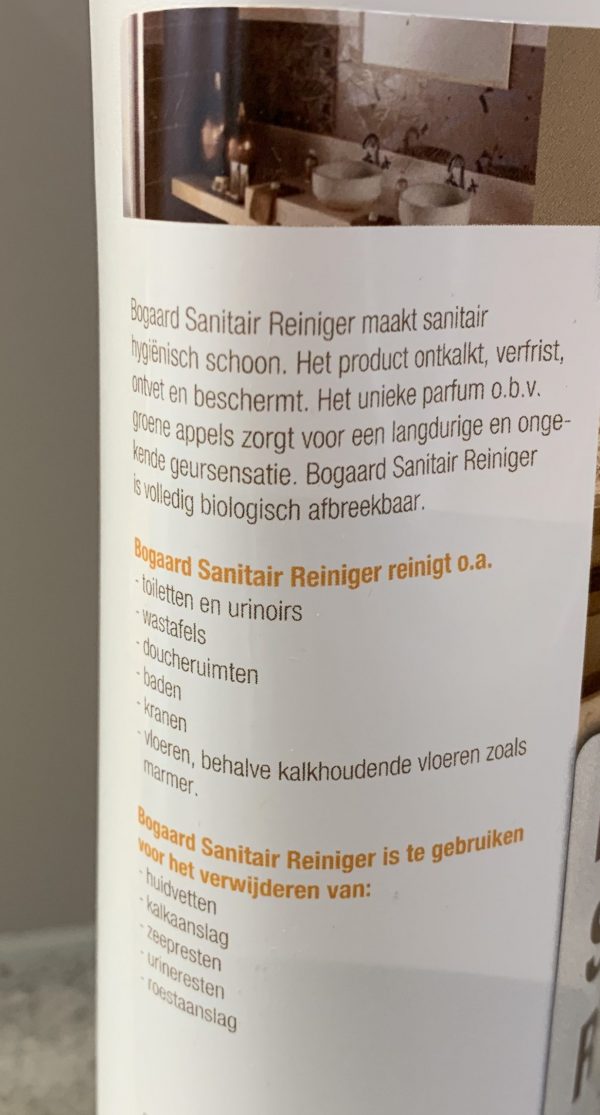 Bogaard Sanitair Reiniger maakt sanitair
hygiënisch schoon. Het product ontkalkt, verfrist,
ontvet en beschermt. Het unieke parfum o.b.v.
groene appels zorgt voor een langdurige en onge-
kende geursensatie. Bogaard Sanitair Reiniger
is volledig biologisch afbreekbaar.
Bogaard Sanitair Reiniger reinigt o.a.
- toiletten en urinoirs
- wastafels
- doucheruimten
- baden
- kranen
- vloeren, behalve kalkhoudende vloeren zoals
marmer.
Bogaard Sanitair Reiniger is te gebruiken
voor het verwijderen van:
- huidvetten
- kalkaanslag
- zeepresten
- urineresten
- roestaanslag